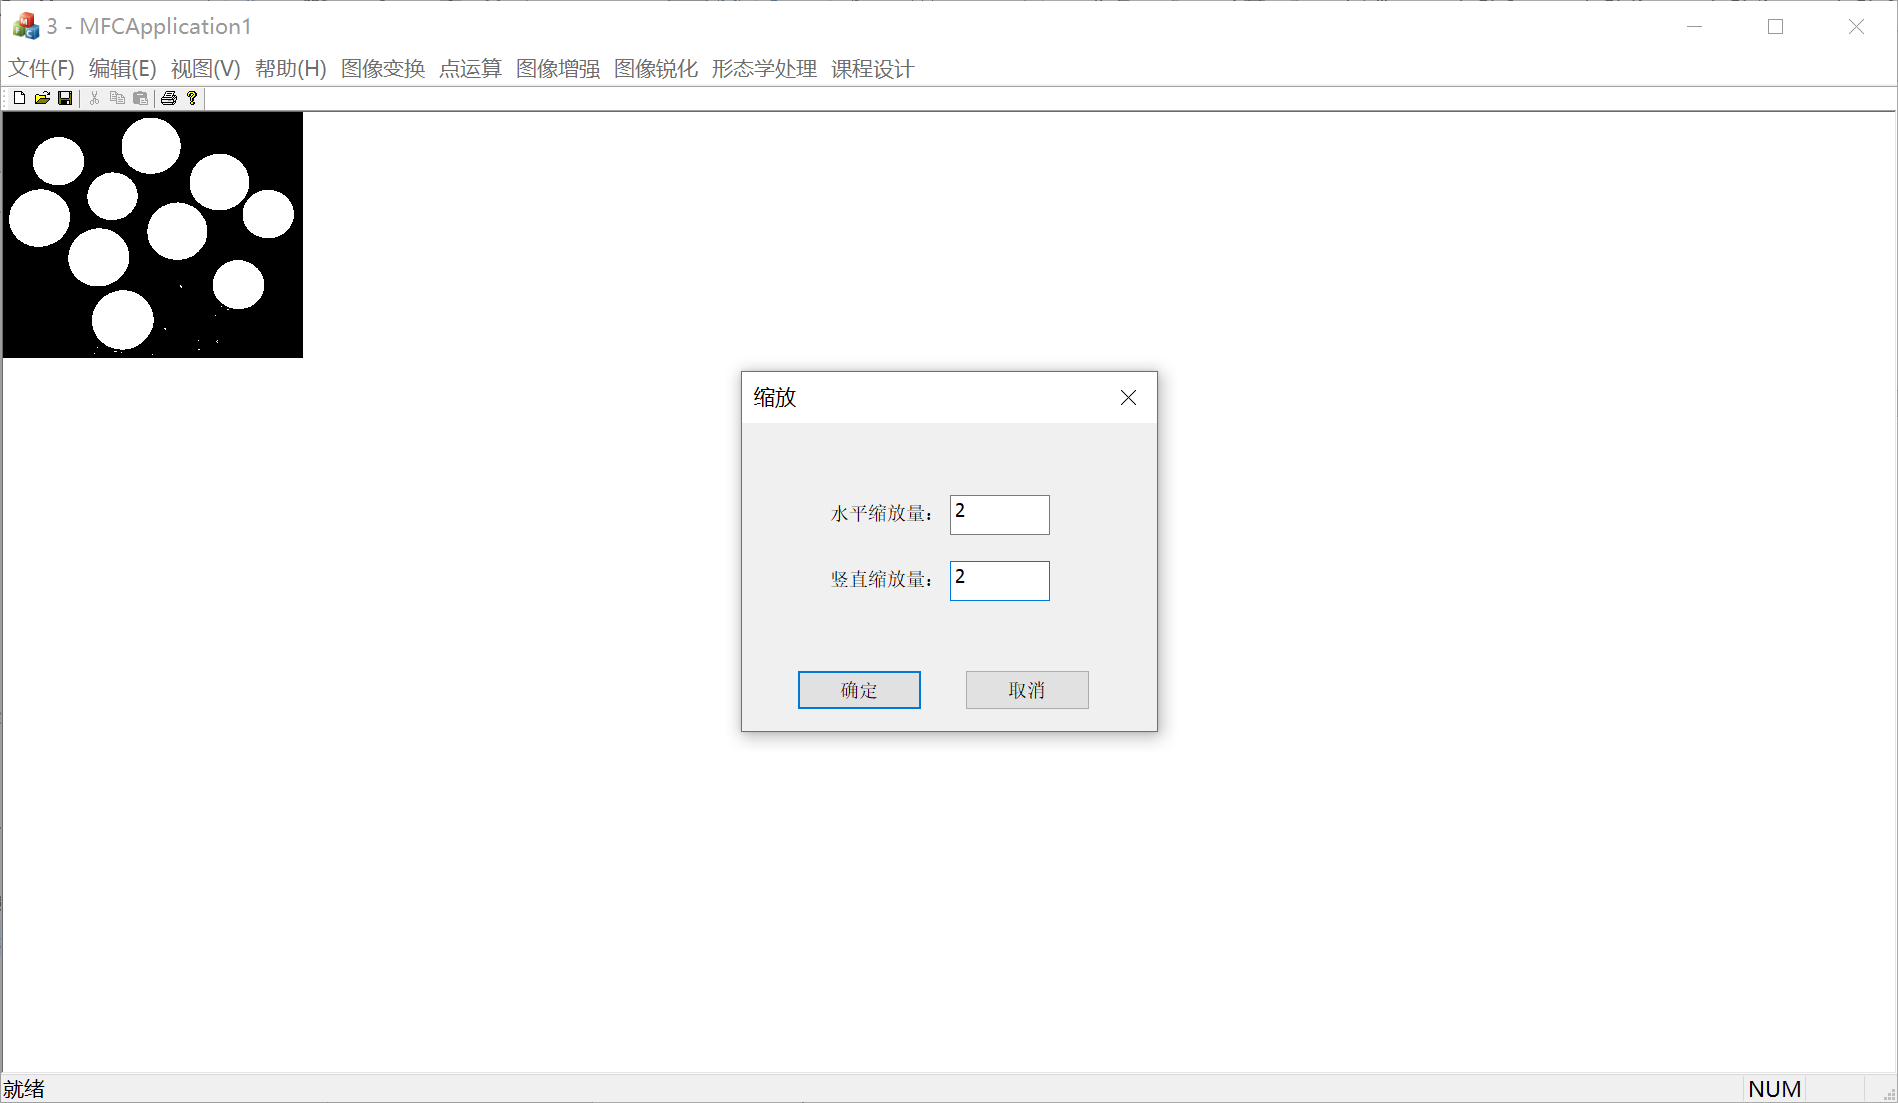 3 - MFCApplication1
文件(F) 编辑(E) 视图(V) 帮助(H) 图像变换 点运算 图像增强 图像锐化 形态学处理 课程设计
缩放
水平缩放量： 2
竖直缩放量： 2
确定 取消
就绪 NUM